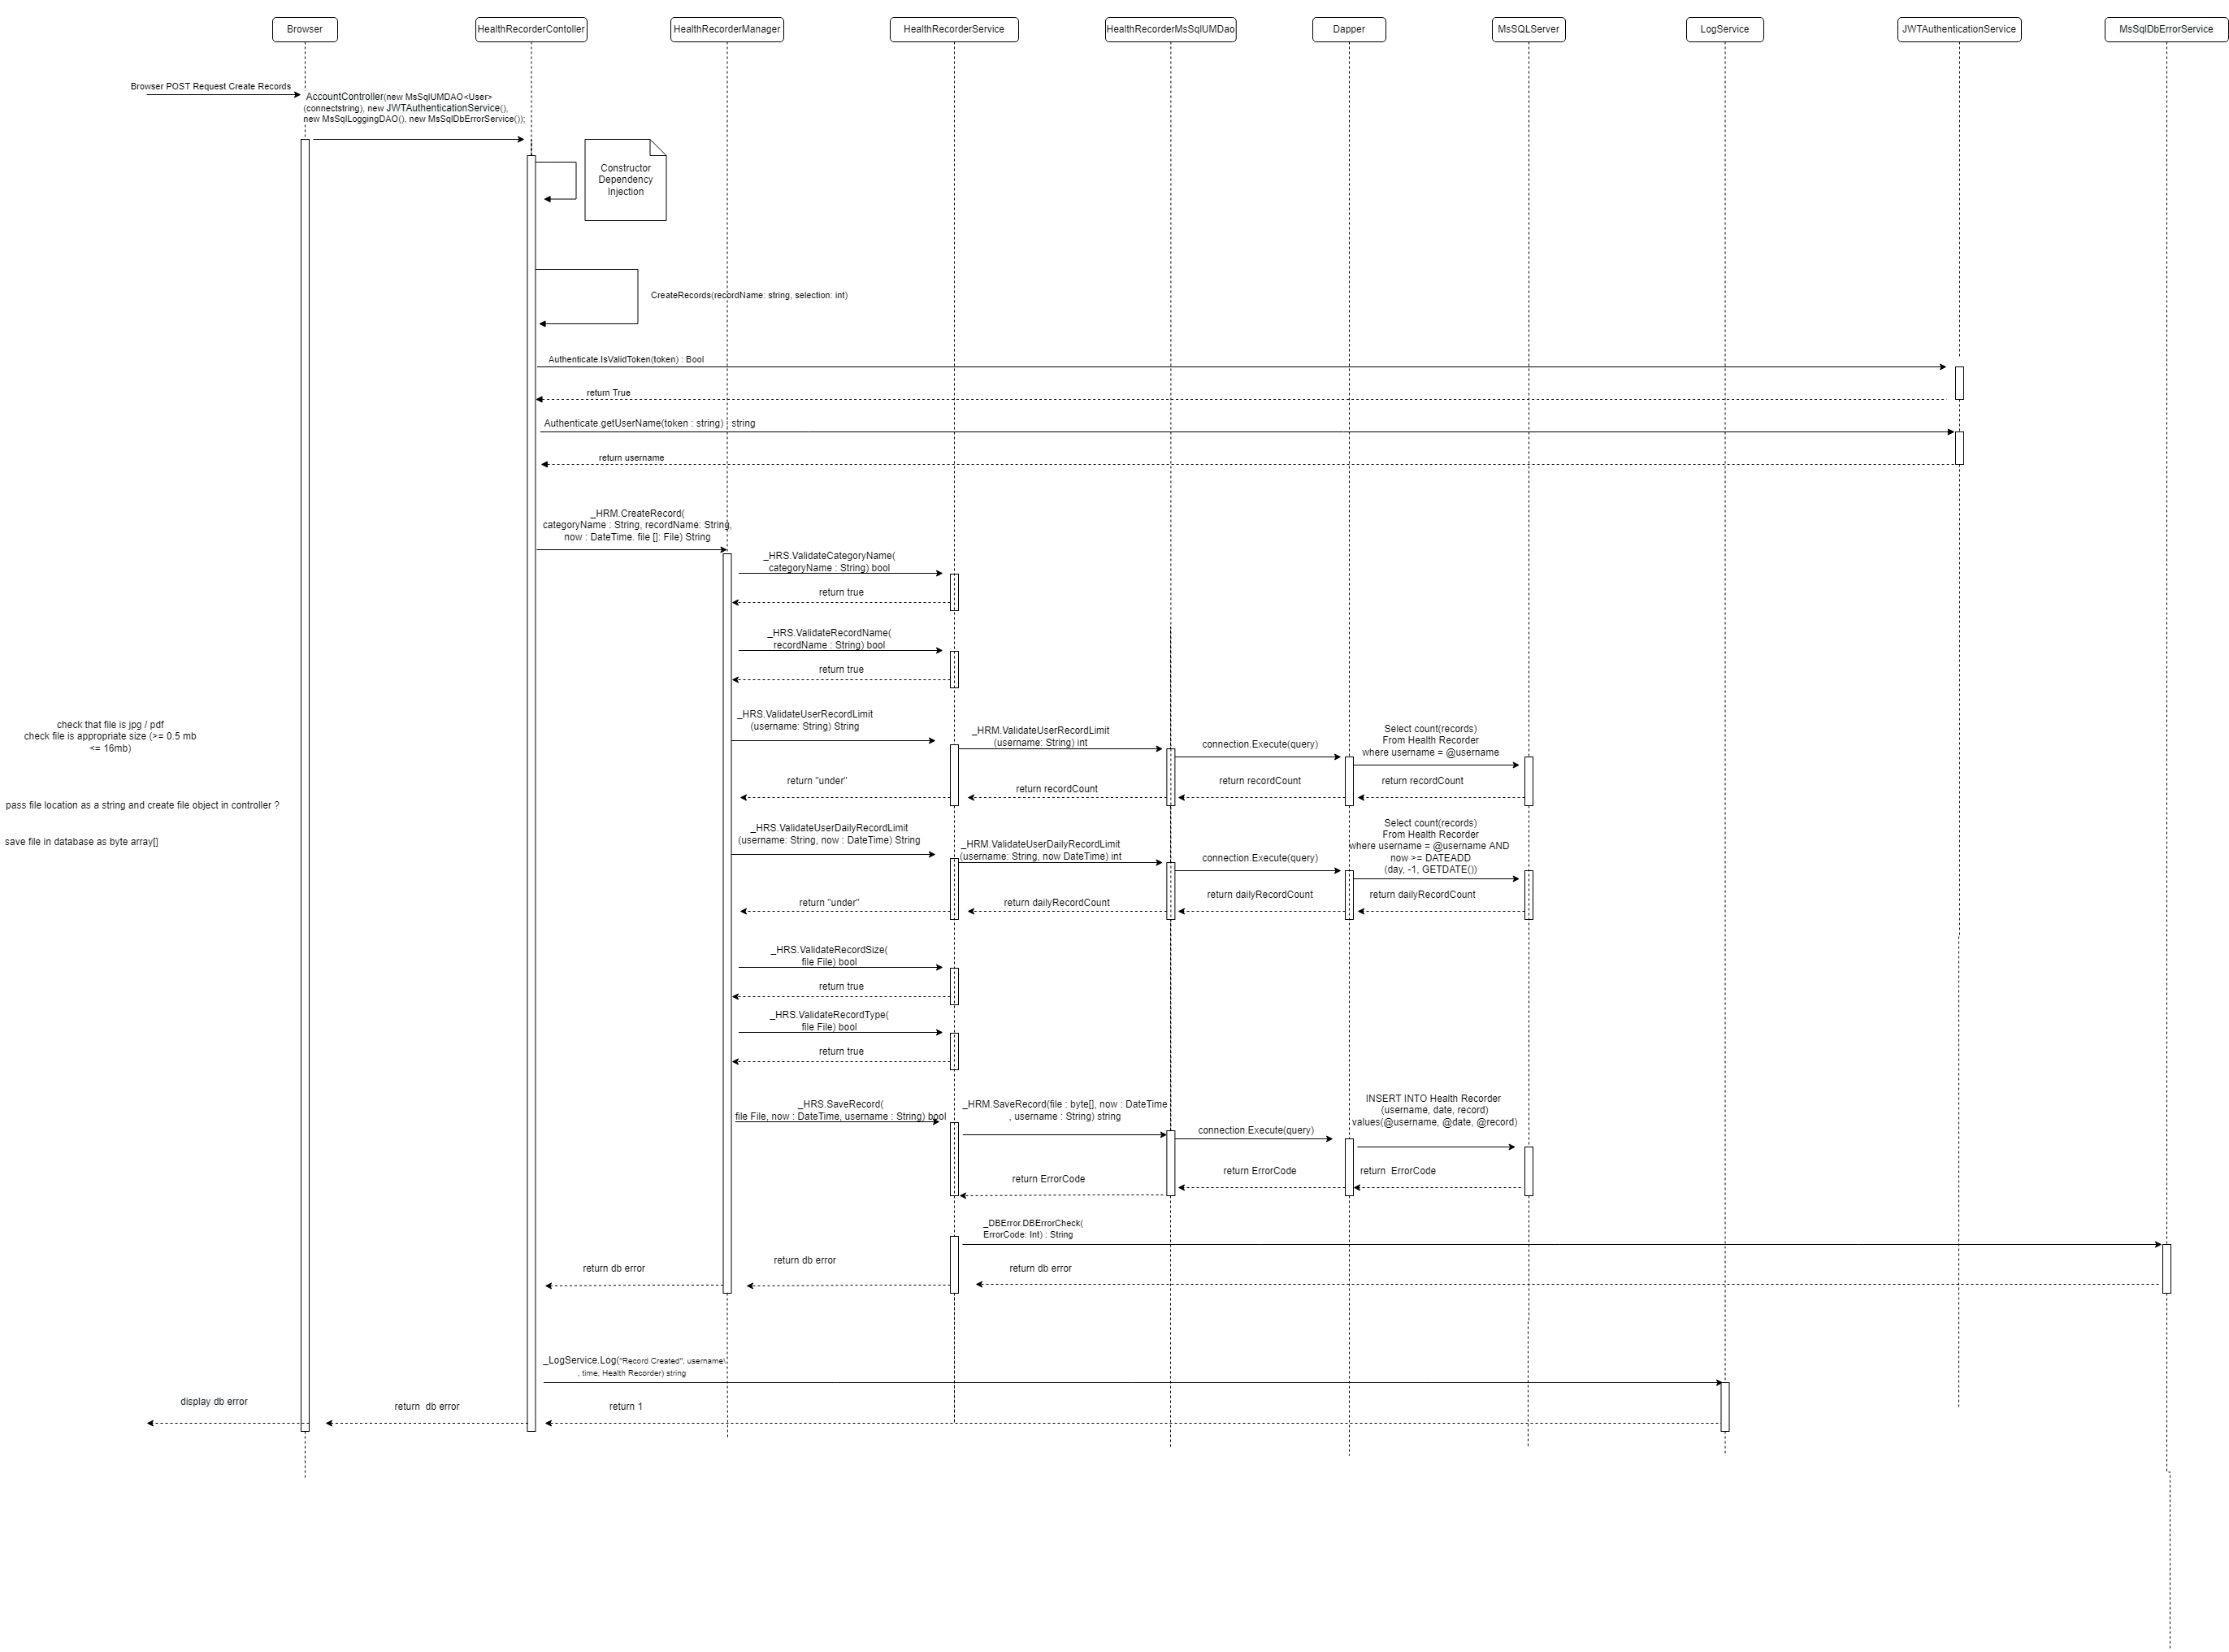 Browser
HealthRecorderContoller
HealthRecorderManager
HealthRecorderService
HealthRecorderMsSqlUMDao
Dapper
MsSQLServer
LogService
JWTAuthenticationService
MsSqlDbErrorService
Browser POST Request Create Records
AccountController(new MsSqlUMDAO<User>
(connectstring), new JWTAuthenticationService(),
new MsSqlLoggingDAO(), new MsSqlDbErrorService());
Constructor
Dependency
Injection
CreateRecords(recordName: string, selection: int)
Authenticate.IsValidToken(token) : Bool
return True
Authenticate.getUserName(token : string) : string
return username
_HRM.CreateRecord(
categoryName : String, recordName: String,
now : DateTime. file []: File) String
_HRS.ValidateCategoryName(
categoryName : String) bool
return true
_HRS.ValidateRecordName(
recordName : String) bool
return true
check that file is jpg / pdf
check file is appropriate size (>= 0.5 mb
<= 16mb)
_HRS.ValidateUserRecordLimit
(username: String) String
_HRM.ValidateUserRecordLimit
(username: String) int
connection.Execute(query)
Select count(records)
From Health Recorder
where username = @username
return "under"
return recordCount
return recordCount
return recordCount
pass file location as a string and create file object in controller ?
save file in database as byte array[]
_HRS.ValidateUserDailyRecordLimit
(username: String, now : DateTime) String
_HRM.ValidateUserDailyRecordLimit
(username: String, now DateTime) int
connection.Execute(query)
Select count(records)
From Health Recorder
where username = @username AND
now >= DATEADD
(day, -1, GETDATE())
return "under"
return dailyRecordCount
return dailyRecordCount
return dailyRecordCount
_HRS.ValidateRecordSize(
file File) bool
return true
_HRS.ValidateRecordType(
file File) bool
return true
_HRS.SaveRecord(
file File, now : DateTime, username : String) bool
_HRM.SaveRecord(file : byte[], now : DateTime
, username : String) string
connection.Execute(query)
INSERT INTO Health Recorder
(username, date, record)
values(@username, @date, @record)
return ErrorCode
return ErrorCode
return  ErrorCode
_DBError.DBErrorCheck(
ErrorCode: Int) : String
return db error
return db error
return db error
_LogService.Log("Record Created", username\
, time, Health Recorder) string
display db error
return  db error
return 1